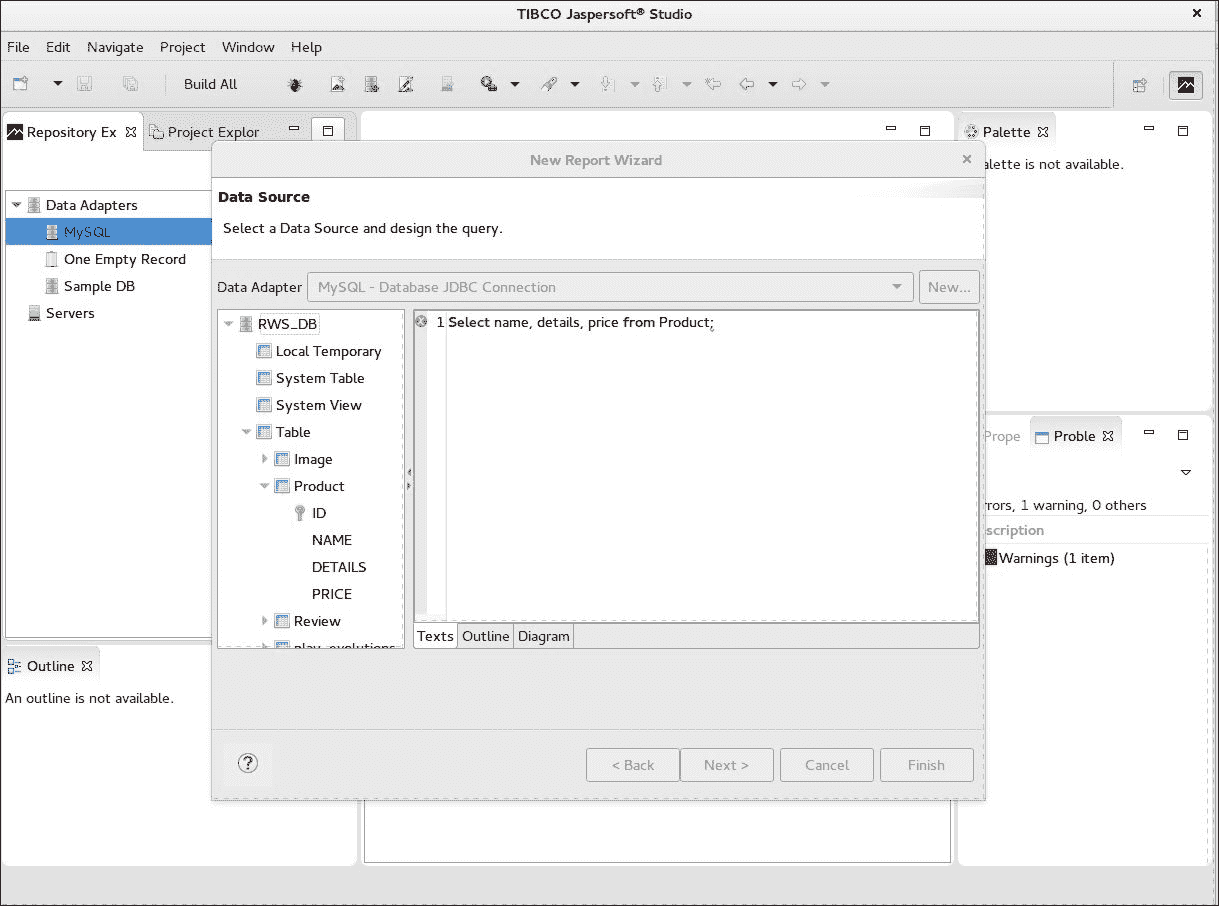 TIBCO Jaspersoft® Studio
File Edit Navigate Project Window Help
Build All
Repository Ex
Project Explor
Palette
alette is not available.
New Report Wizard
Data Source
Select a Data Source and design the query.
Data Adapters
MySQL
One Empty Record
Sample DB
Servers
Data Adapter MySQL - Database JDBC Connection New...
RWS_DB
Local Temporary
System Table
System View
Table
Image
Product
ID
NAME
DETAILS
PRICE
Review
play_evolutions
1 Select name, details, price from Product;
Texts Outline Diagram
Prope
Proble
rrors, 1 warning, 0 others
scription
Warnings (1 item)
Outline
An outline is not available.
? < Back Next > Cancel Finish